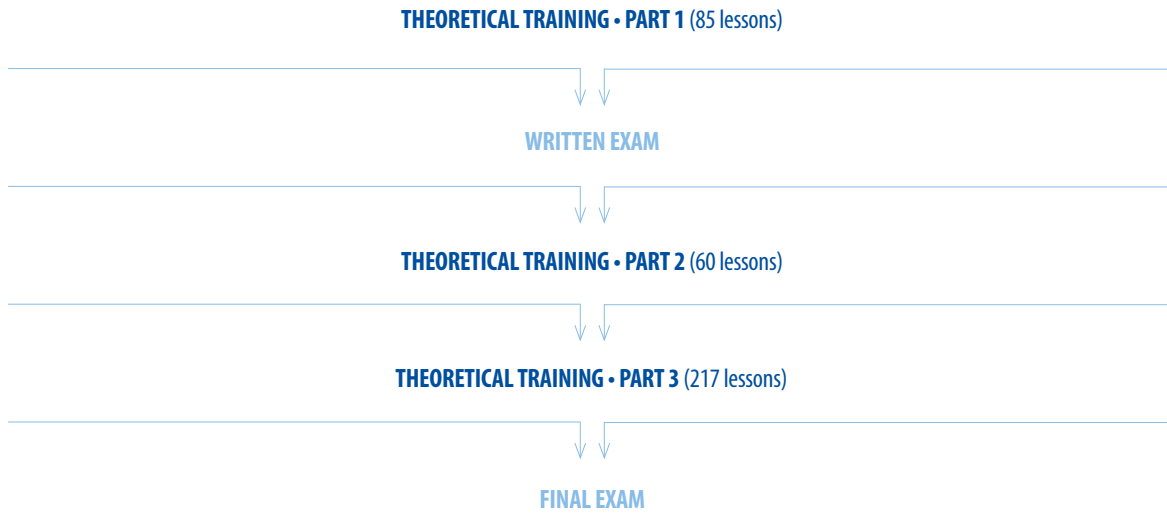 THEORETICAL TRAINING • PART 1 (85 lessons)
WRITTEN EXAM
THEORETICAL TRAINING • PART 2 (60 lessons)
THEORETICAL TRAINING • PART 3 (217 lessons)
FINAL EXAM